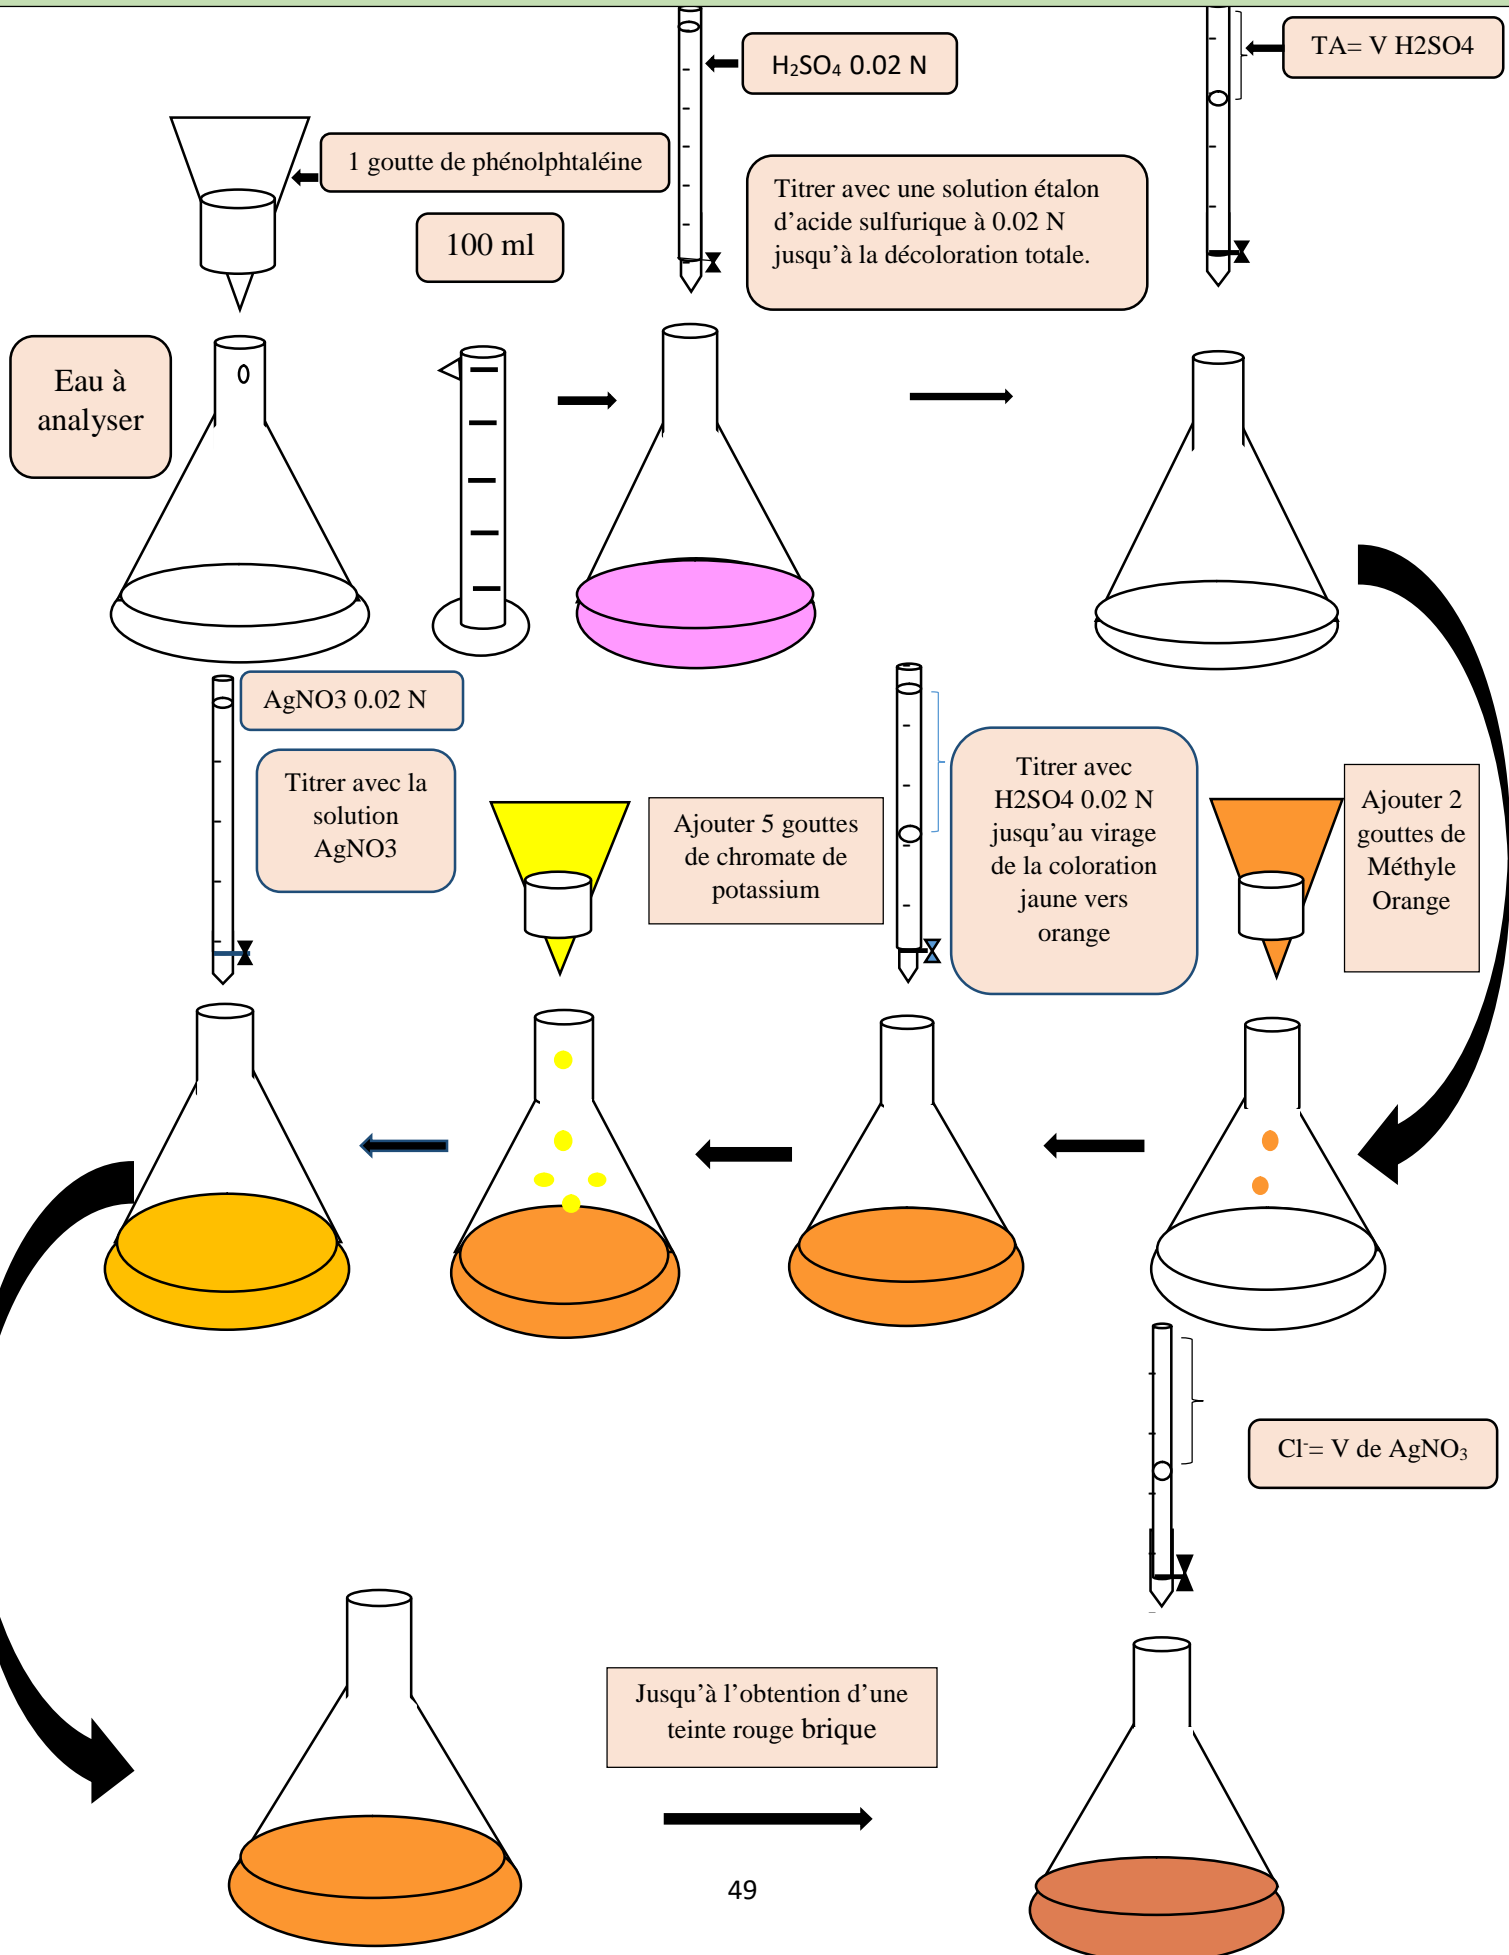 H₂SO₄ 0.02 N
TA= V H2SO4
1 goutte de phénolphtaléine
100 ml
Titrer avec une solution étalon
d’acide sulfurique à 0.02 N
jusqu’à la décoloration totale.
Eau à
analyser
AgNO3 0.02 N
Titrer avec la
solution
AgNO3
Ajouter 5 gouttes
de chromate de
potassium
Titrer avec
H2SO4 0.02 N
jusqu’au virage
de la coloration
jaune vers
orange
Ajouter 2
gouttes de
Méthyle
Orange
Cl⁻= V de AgNO₃
Jusqu’à l’obtention d’une
teinte rouge brique
49